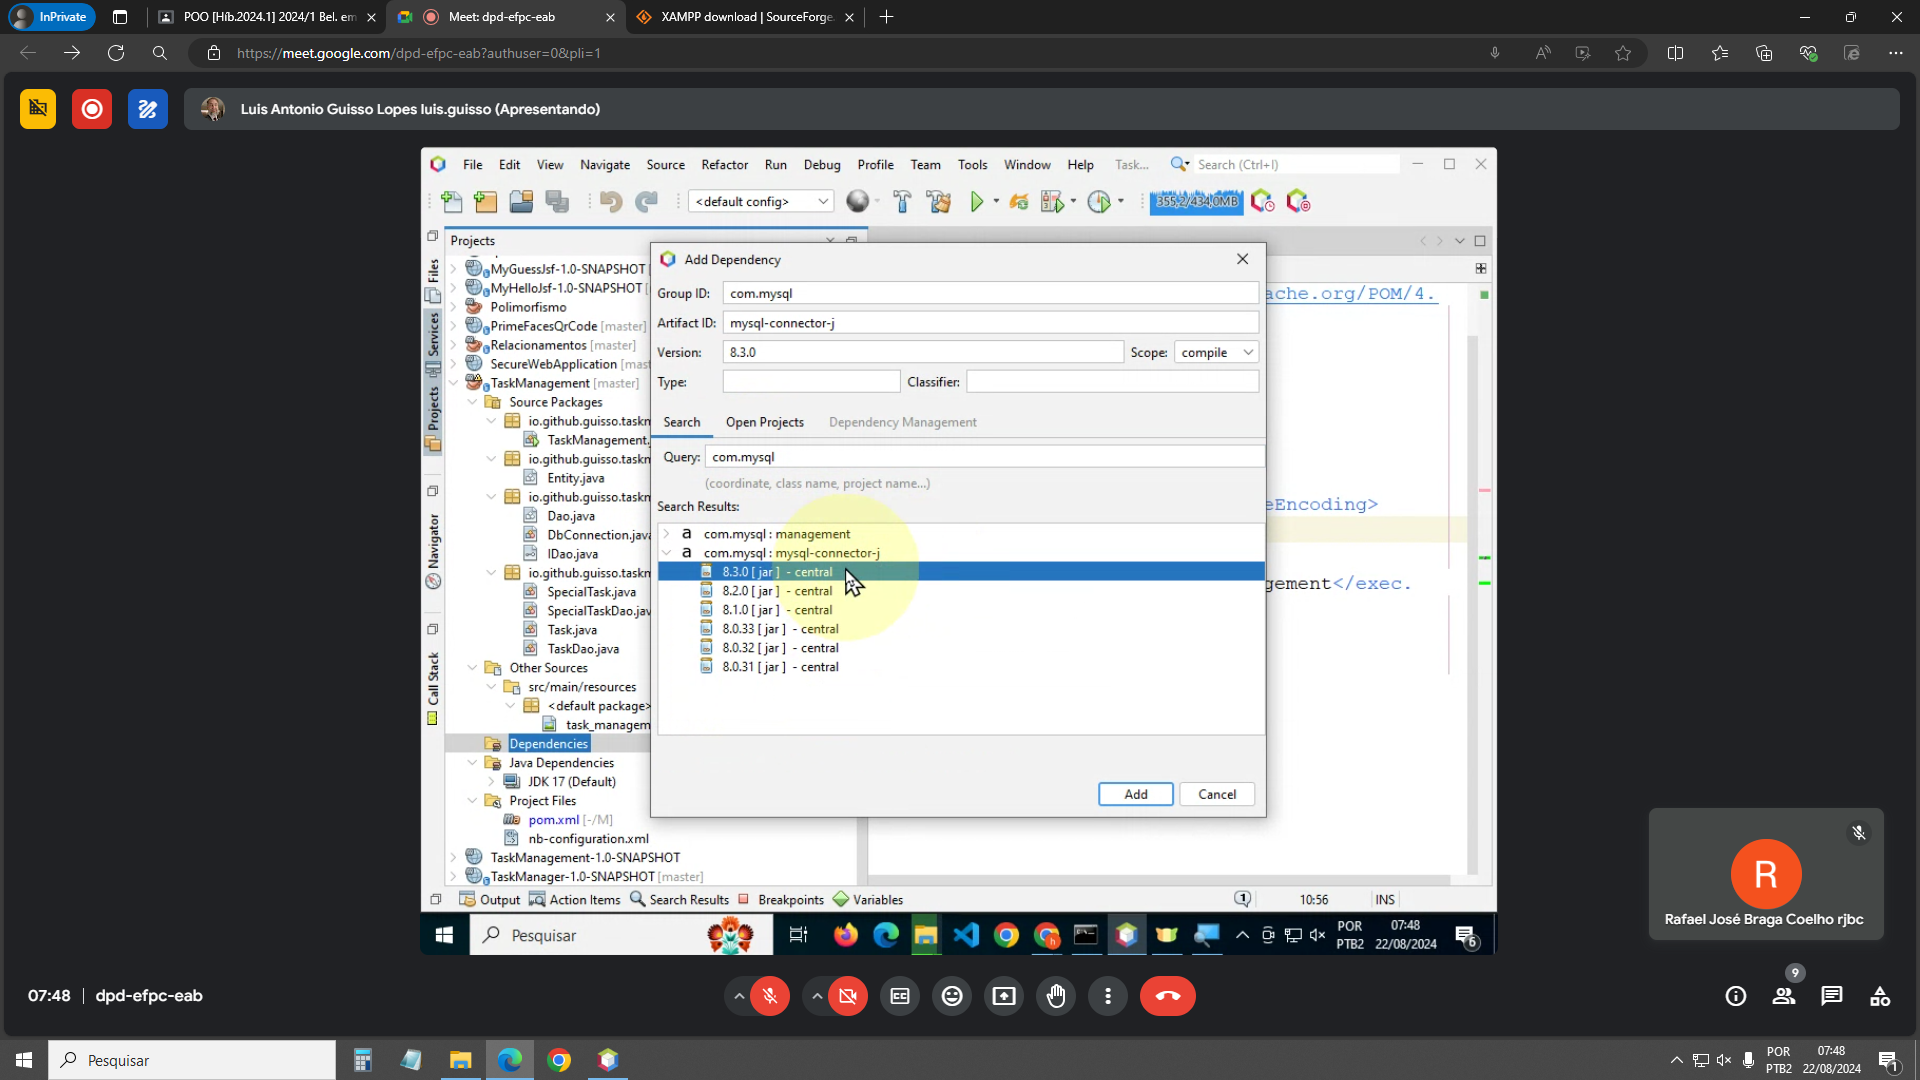 InPrivate
POO [Híb.2024.1] 2024/1 Bel. em
Meet: dpd-efpc-eab
XAMPP download | SourceForge.
https://meet.google.com/dpd-efpc-eab?authuser=0&pli=1
Luis Antonio Guisso Lopes luis.guisso (Apresentando)
File Edit View Navigate Source Refactor Run Debug Profile Team Tools Window Help Task... Search (Ctrl+I)
<default config>
355,2/434,0MB
Files
Services
Projects
Navigator
Call Stack
Projects
MyGuessJsf-1.0-SNAPSHOT
MyHelloJsf-1.0-SNAPSHOT
Polimorfismo
PrimeFacesQrCode [master]
Relacionamentos [master]
SecureWebApplication [mast
TaskManagement [master]
Source Packages
io.github.guisso.taskm
TaskManagement.
io.github.guisso.taskm
Entity.java
io.github.guisso.taskm
Dao.java
DbConnection.java
IDao.java
io.github.guisso.taskm
SpecialTask.java
SpecialTaskDao.java
Task.java
TaskDao.java
Other Sources
src/main/resources
<default package>
task_managem
Dependencies
Java Dependencies
JDK 17 (Default)
Project Files
pom.xml [-/M]
nb-configuration.xml
TaskManagement-1.0-SNAPSHOT
TaskManager-1.0-SNAPSHOT [master]
Add Dependency
Group ID: com.mysql
Artifact ID: mysql-connector-j
Version: 8.3.0 Scope: compile
Type: Classifier:
Search Open Projects Dependency Management
Query: com.mysql
(coordinate, class name, project name...)
Search Results:
com.mysql : management
com.mysql : mysql-connector-j
8.3.0 [ jar ] - central
8.2.0 [ jar ] - central
8.1.0 [ jar ] - central
8.0.33 [ jar ] - central
8.0.32 [ jar ] - central
8.0.31 [ jar ] - central
Add Cancel
ache.org/POM/4.
eEncoding>
gement</exec.
Output Action Items Search Results Breakpoints Variables
1
10:56 INS
Pesquisar
POR
PTB2
07:48
22/08/2024
6
R
Rafael José Braga Coelho rjbc
07:48 | dpd-efpc-eab
9
Pesquisar
POR
PTB2
07:48
22/08/2024
1